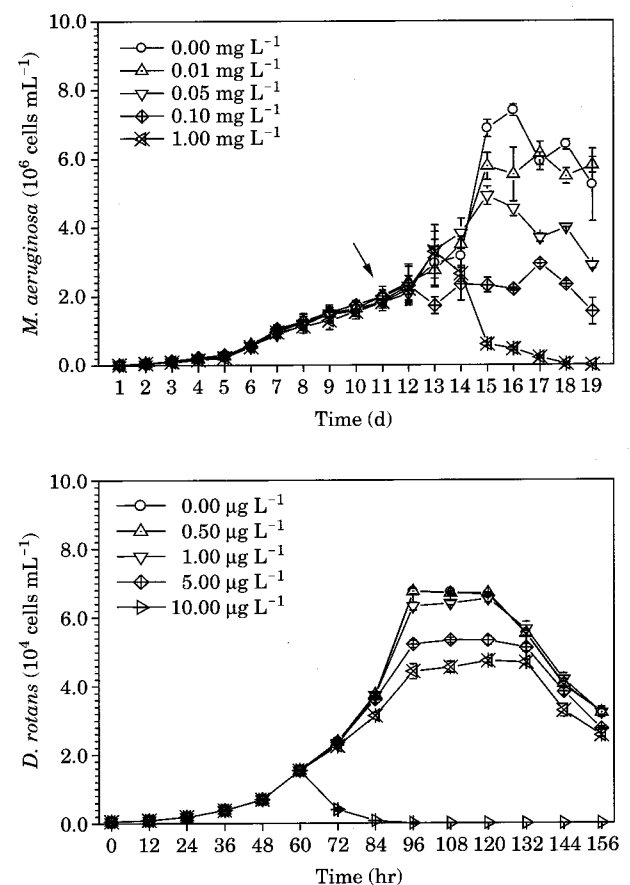 10.0
8.0
6.0
4.0
2.0
0.0
M. aeruginosa (10⁶ cells mL⁻¹)
0.00 mg L⁻¹
0.01 mg L⁻¹
0.05 mg L⁻¹
0.10 mg L⁻¹
1.00 mg L⁻¹
1 2 3 4 5 6 7 8 9 10 11 12 13 14 15 16 17 18 19
Time (d)
10.0
8.0
6.0
4.0
2.0
0.0
D. rotans (10⁴ cells mL⁻¹)
0.00 µg L⁻¹
0.50 µg L⁻¹
1.00 µg L⁻¹
5.00 µg L⁻¹
10.00 µg L⁻¹
0 12 24 36 48 60 72 84 96 108 120 132 144 156
Time (hr)